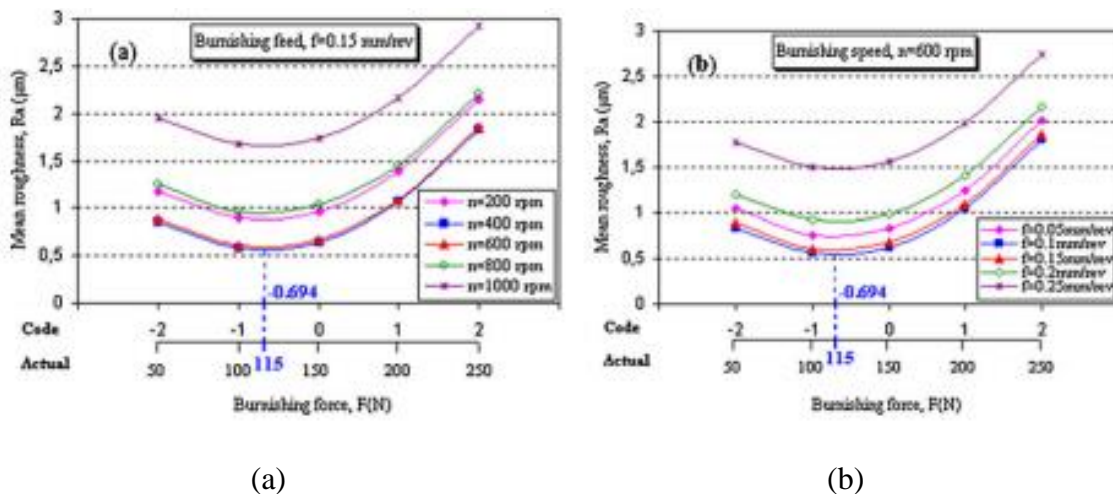 (a)
Burnishing feed, f=0.15 mm/rev
Mean roughness, Ra (µm)
3
2,5
2
1,5
1
0,5
0
n=200 rpm
n=400 rpm
n=600 rpm
n=800 rpm
n=1000 rpm
-0.694
Code
-2 -1 0 1 2
Actual
50 100 115 150 200 250
Burnishing force, F(N)
(b)
Burnishing speed, n=600 rpm
Mean roughness, Ra (µm)
3
2,5
2
1,5
1
0,5
0
f=0.05mm/rev
f=0.1mm/rev
f=0.15mm/rev
f=0.2mm/rev
f=0.25mm/rev
-0.694
Code
-2 -1 0 1 2
Actual
50 100 115 150 200 250
Burnishing force, F(N)
(a) (b)